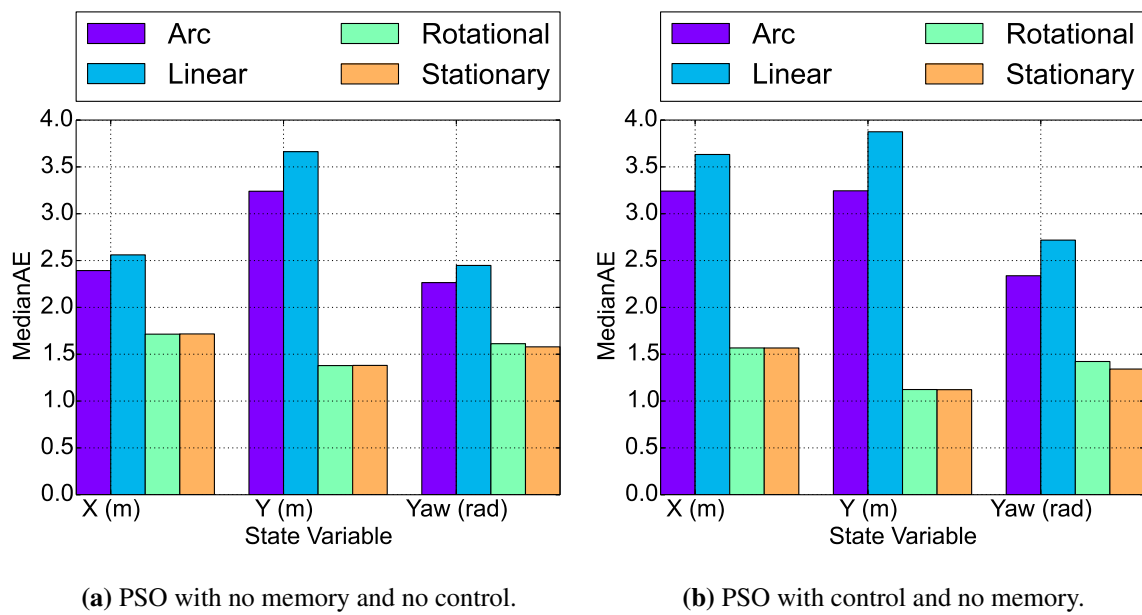 Arc
Linear
Rotational
Stationary
4.0
3.5
3.0
2.5
2.0
1.5
1.0
0.5
0.0
MedianAE
X (m)
Y (m)
Yaw (rad)
State Variable
(a) PSO with no memory and no control.
Arc
Linear
Rotational
Stationary
4.0
3.5
3.0
2.5
2.0
1.5
1.0
0.5
0.0
MedianAE
X (m)
Y (m)
Yaw (rad)
State Variable
(b) PSO with control and no memory.